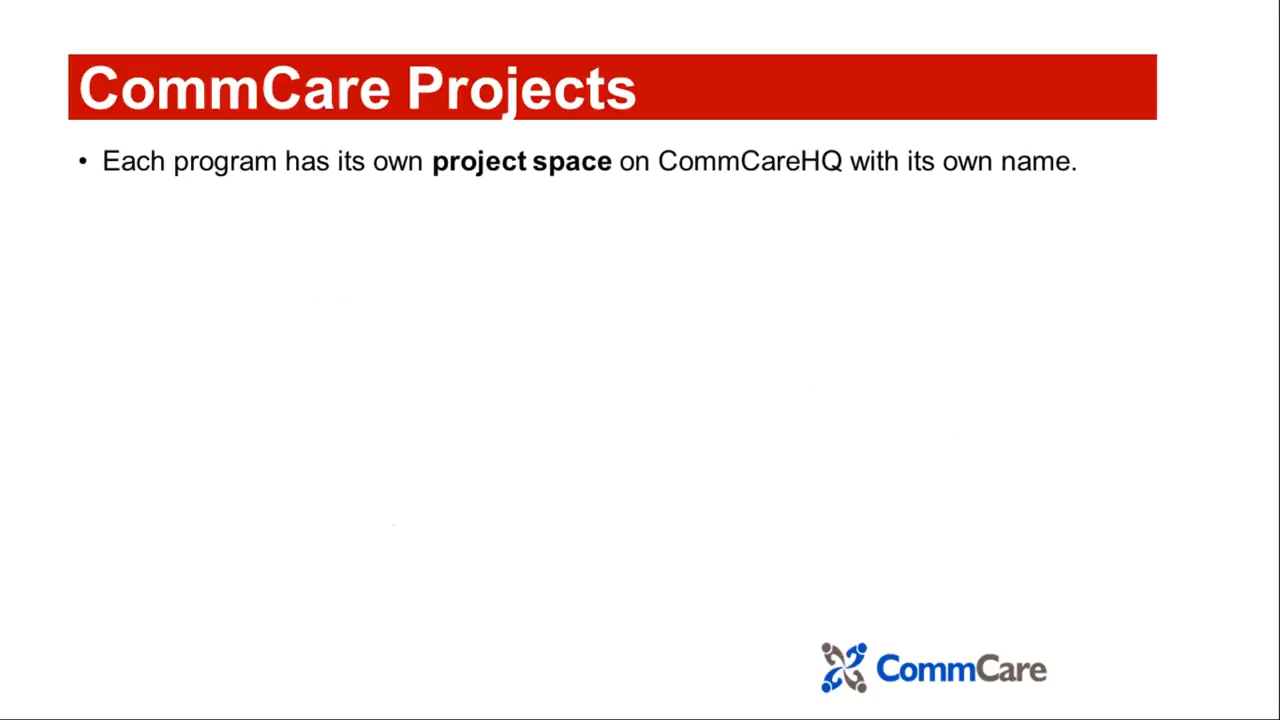 CommCare Projects
• Each program has its own project space on CommCareHQ with its own name.
CommCare